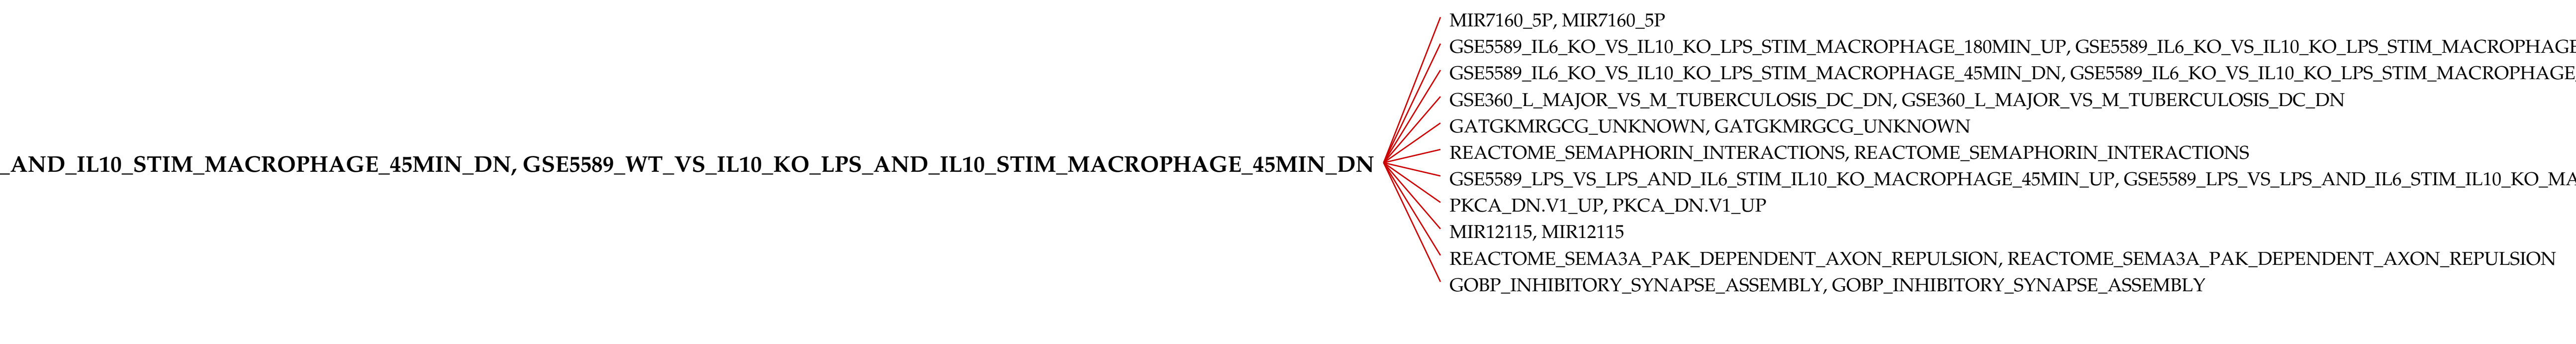 MIR7160_5P, MIR7160_5P
GSE5589_IL6_KO_VS_IL10_KO_LPS_STIM_MACROPHAGE_180MIN_UP, GSE5589_IL6_KO_VS_IL10_KO_LPS_STIM_MACROPHAGE
GSE5589_IL6_KO_VS_IL10_KO_LPS_STIM_MACROPHAGE_45MIN_DN, GSE5589_IL6_KO_VS_IL10_KO_LPS_STIM_MACROPHAGE
GSE360_L_MAJOR_VS_M_TUBERCULOSIS_DC_DN, GSE360_L_MAJOR_VS_M_TUBERCULOSIS_DC_DN
GATGKMRGCG_UNKNOWN, GATGKMRGCG_UNKNOWN
REACTOME_SEMAPHORIN_INTERACTIONS, REACTOME_SEMAPHORIN_INTERACTIONS
_AND_IL10_STIM_MACROPHAGE_45MIN_DN, GSE5589_WT_VS_IL10_KO_LPS_AND_IL10_STIM_MACROPHAGE_45MIN_DN
GSE5589_LPS_VS_LPS_AND_IL6_STIM_IL10_KO_MACROPHAGE_45MIN_UP, GSE5589_LPS_VS_LPS_AND_IL6_STIM_IL10_KO_MA
PKCA_DN.V1_UP, PKCA_DN.V1_UP
MIR12115, MIR12115
REACTOME_SEMA3A_PAK_DEPENDENT_AXON_REPULSION, REACTOME_SEMA3A_PAK_DEPENDENT_AXON_REPULSION
GOBP_INHIBITORY_SYNAPSE_ASSEMBLY, GOBP_INHIBITORY_SYNAPSE_ASSEMBLY